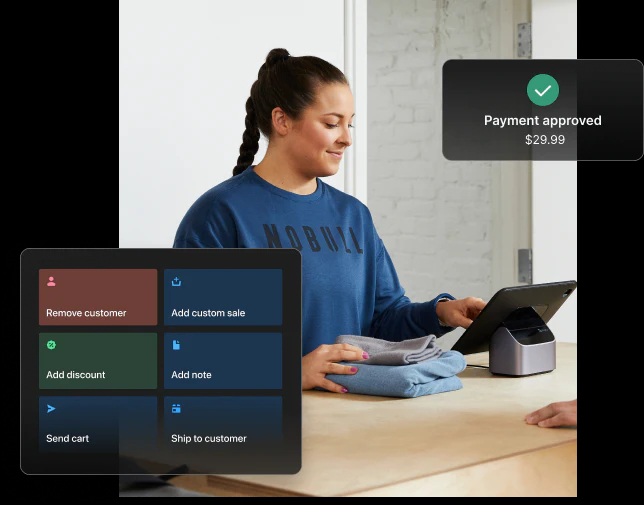 Payment approved
$29.99
NOBULL
Remove customer
Add custom sale
Add discount
Add note
Send cart
Ship to customer